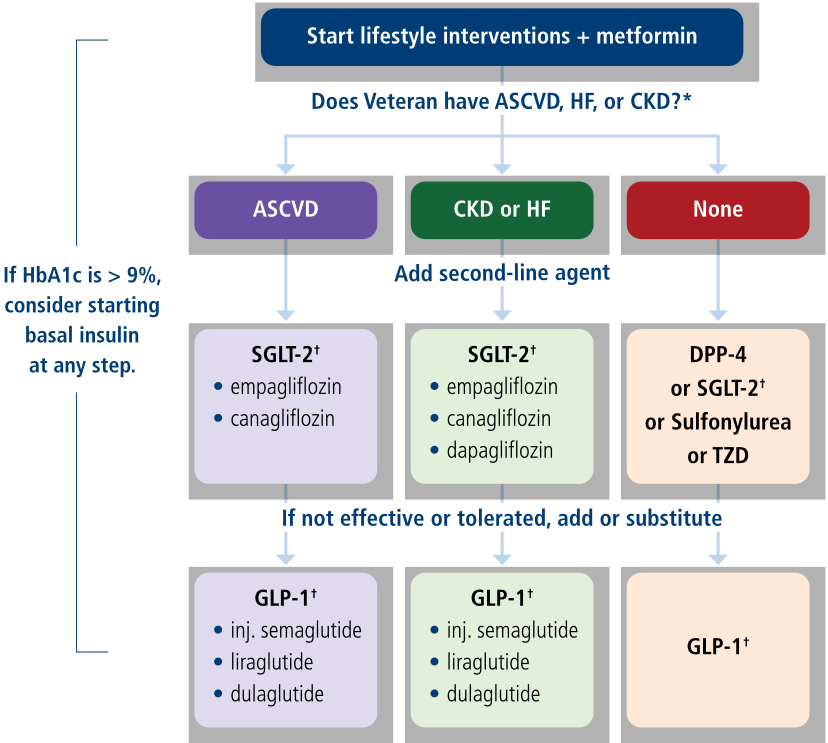 Start lifestyle interventions + metformin
Does Veteran have ASCVD, HF, or CKD?*
ASCVD
CKD or HF
None
Add second-line agent
If HbA1c is > 9%,
consider starting
basal insulin
at any step.
SGLT-2†
• empagliflozin
• canagliflozin
SGLT-2†
• empagliflozin
• canagliflozin
• dapagliflozin
DPP-4
or SGLT-2†
or Sulfonylurea
or TZD
If not effective or tolerated, add or substitute
GLP-1†
• inj. semaglutide
• liraglutide
• dulaglutide
GLP-1†
• inj. semaglutide
• liraglutide
• dulaglutide
GLP-1†